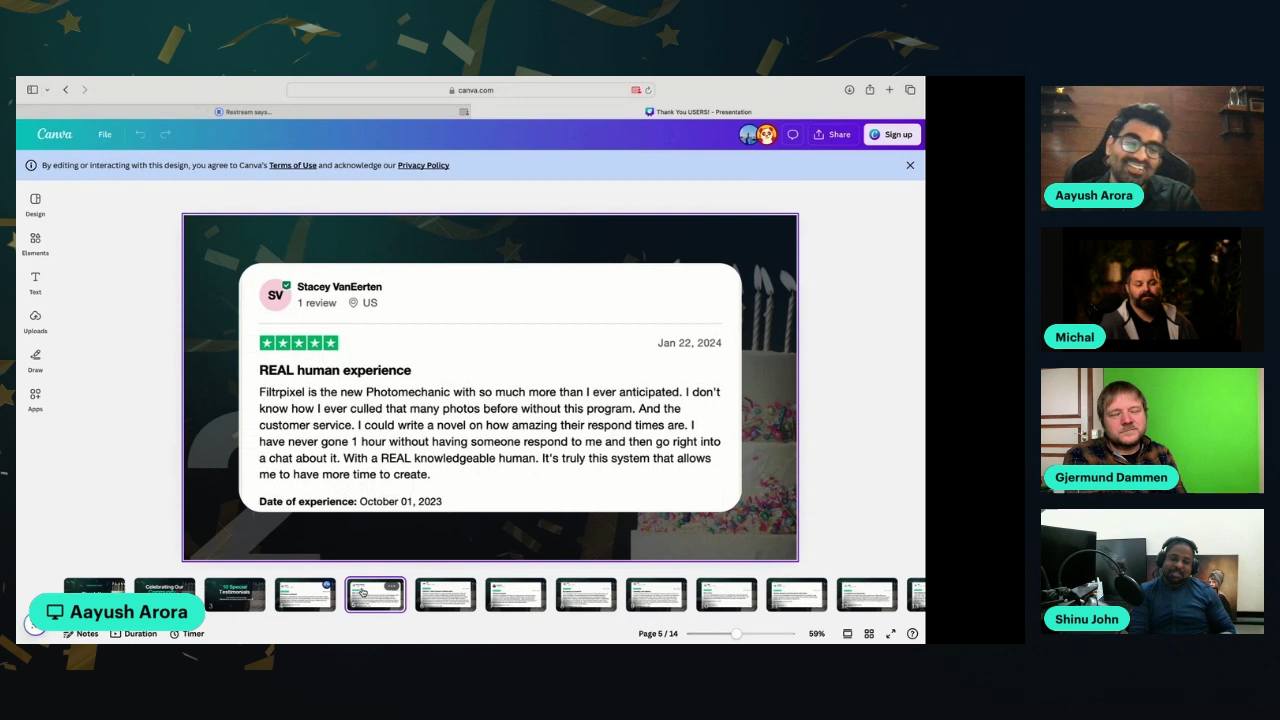 canva.com
Restream says...
Thank You USERS! - Presentation
Canva
File
Share
Sign up
By editing or interacting with this design, you agree to Canva's Terms of Use and acknowledge our Privacy Policy
Design
Elements
Text
Uploads
Draw
Apps
SV
Stacey VanEerten
1 review
US
Jan 22, 2024
REAL human experience
Filtrpixel is the new Photomechanic with so much more than I ever anticipated. I don't
know how I ever culled that many photos before without this program. And the
customer service. I could write a novel on how amazing their respond times are. I
have never gone 1 hour without having someone respond to me and then go right into
a chat about it. With a REAL knowledgeable human. It's truly this system that allows
me to have more time to create.
Date of experience: October 01, 2023
2
Celebrating Our
10 Special
Testimonials
Aayush Arora
Notes
Duration
Timer
Page 5 / 14
59%
Aayush Arora
Michal
Gjermund Dammen
Shinu John